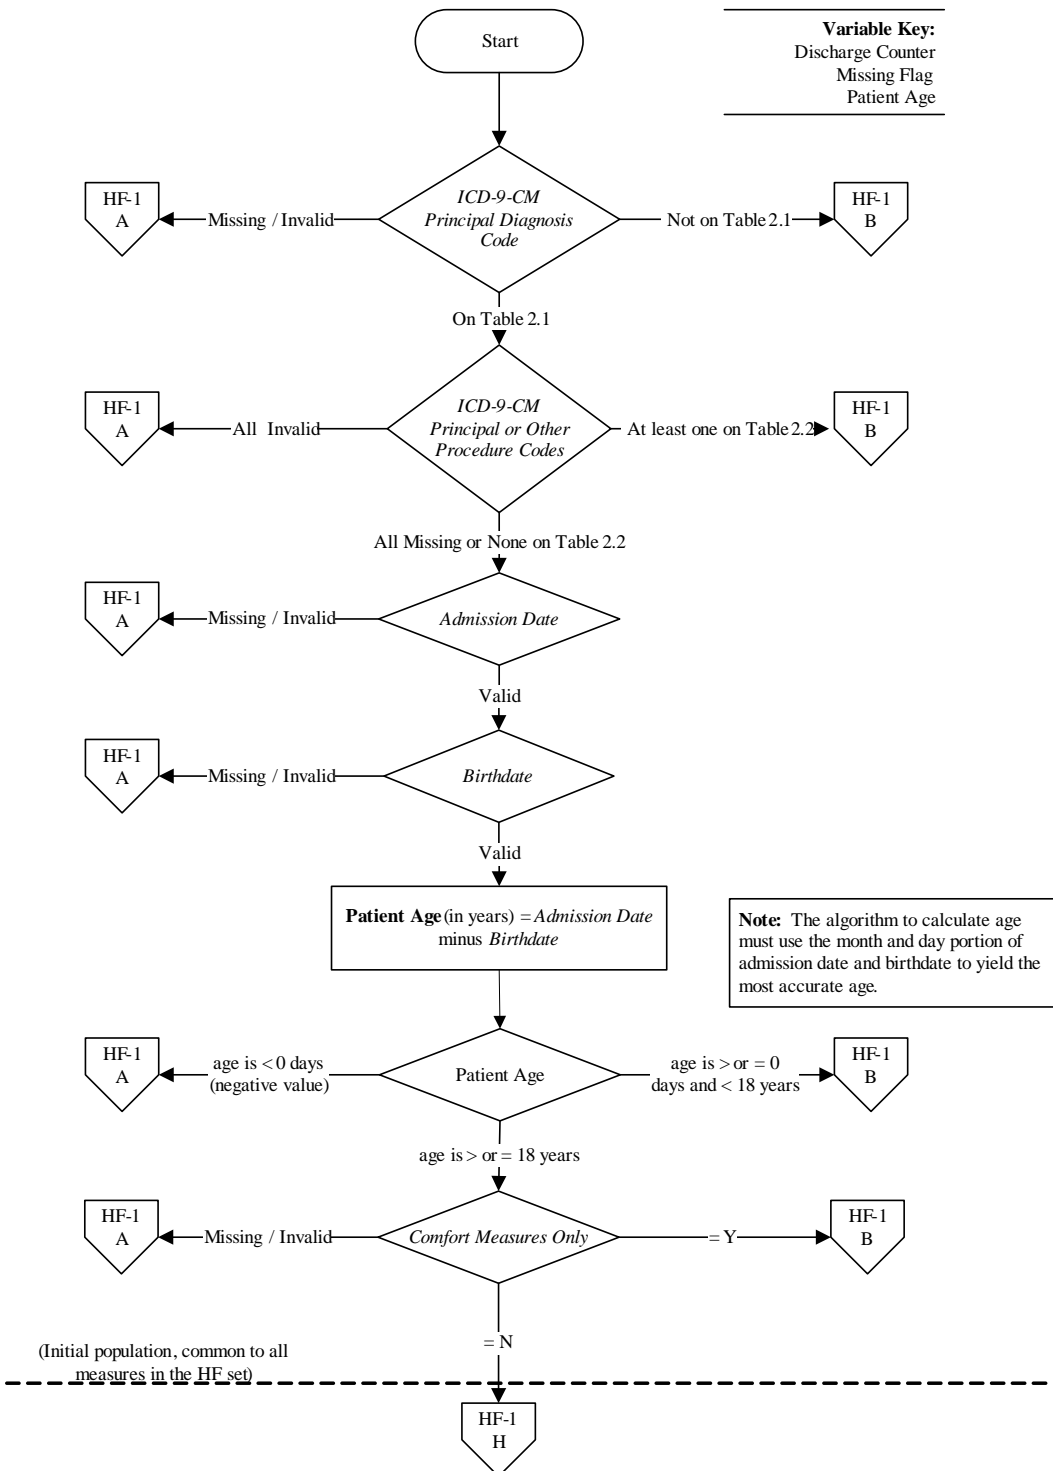 Start
Variable Key:
Discharge Counter
Missing Flag
Patient Age
HF-1
A
Missing / Invalid
ICD-9-CM
Principal Diagnosis
Code
Not on Table 2.1
HF-1
B
On Table 2.1
HF-1
A
All Invalid
ICD-9-CM
Principal or Other
Procedure Codes
At least one on Table 2.2
HF-1
B
All Missing or None on Table 2.2
HF-1
A
Missing / Invalid
Admission Date
Valid
HF-1
A
Missing / Invalid
Birthdate
Valid
Patient Age (in years) = Admission Date
minus Birthdate
Note: The algorithm to calculate age
must use the month and day portion of
admission date and birthdate to yield the
most accurate age.
HF-1
A
age is < 0 days
(negative value)
Patient Age
age is > or = 0
days and < 18 years
HF-1
B
age is > or = 18 years
HF-1
A
Missing / Invalid
Comfort Measures Only
= Y
HF-1
B
= N
(Initial population, common to all
measures in the HF set)
HF-1
H